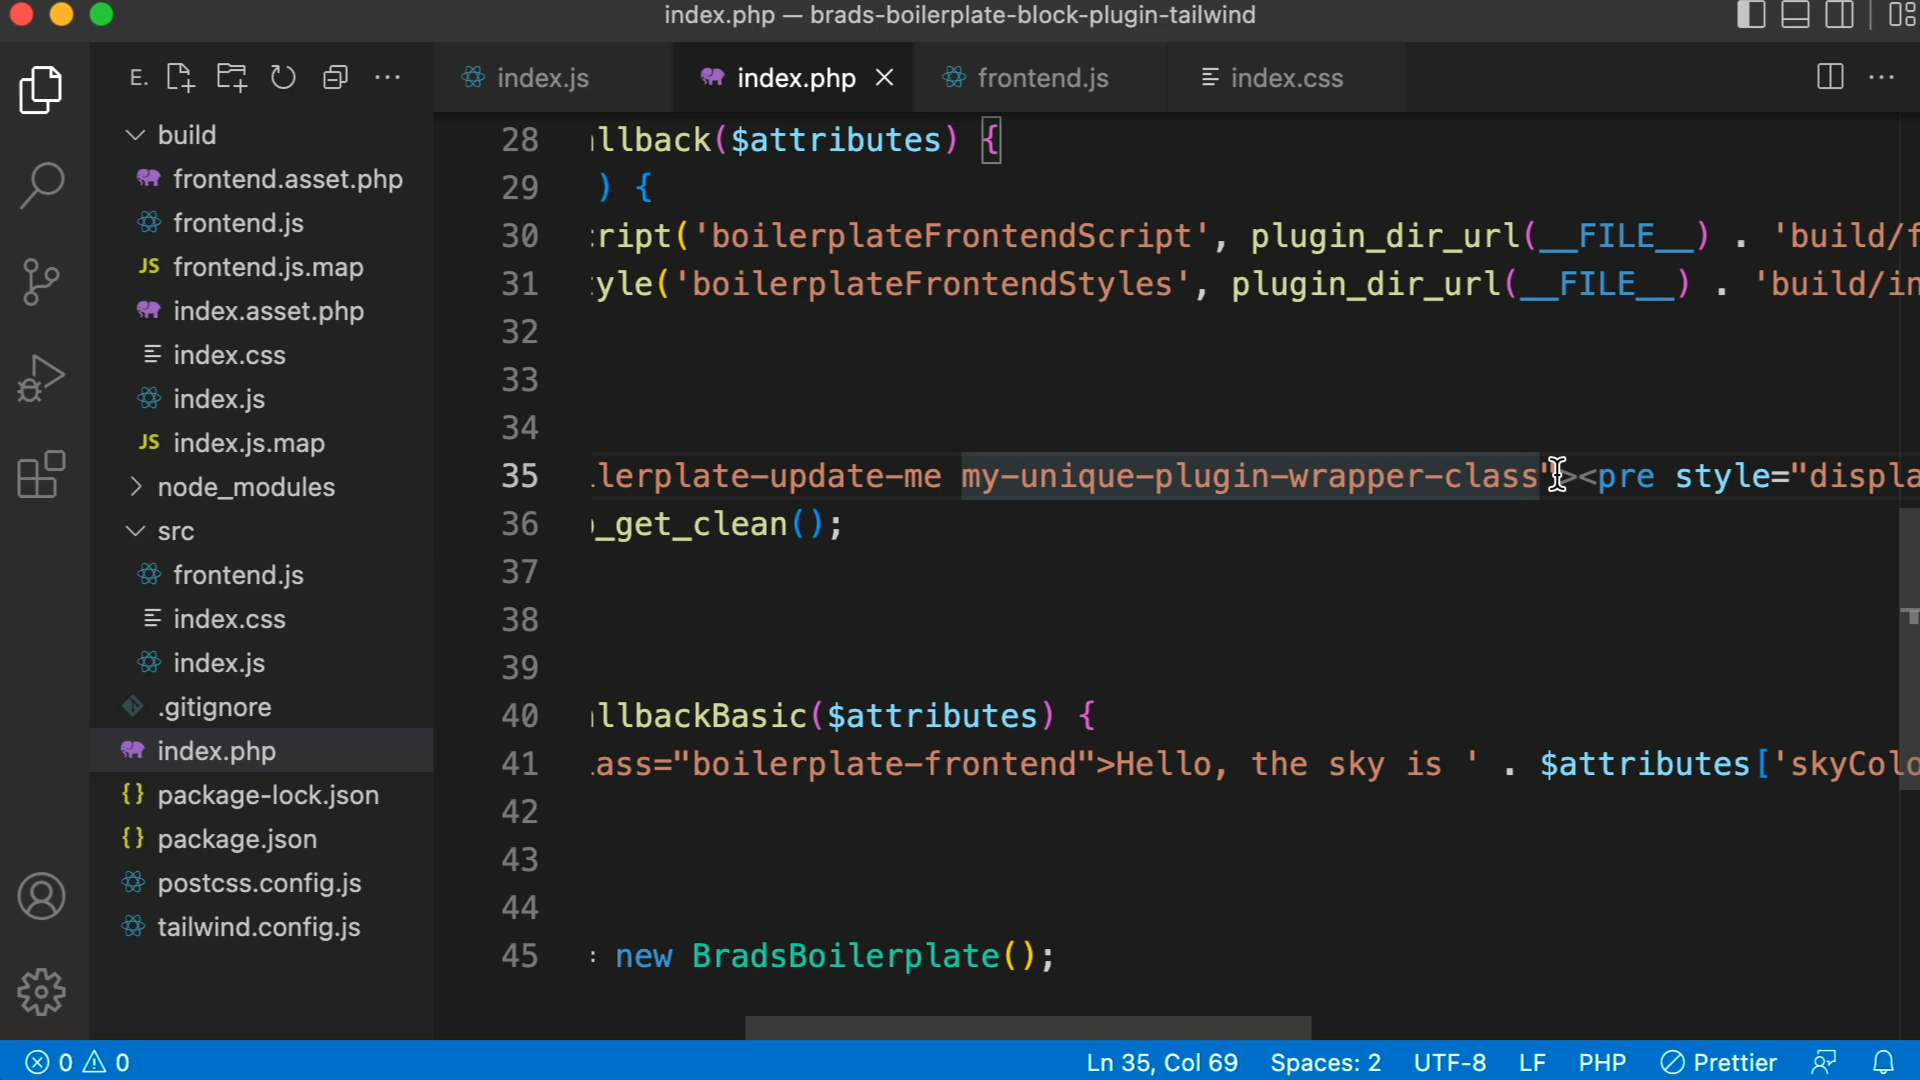 index.php — brads-boilerplate-block-plugin-tailwind
E.
index.js
index.php
frontend.js
index.css
build
frontend.asset.php
frontend.js
JS frontend.js.map
index.asset.php
index.css
index.js
JS index.js.map
node_modules
src
frontend.js
index.css
index.js
.gitignore
index.php
{} package-lock.json
{} package.json
postcss.config.js
tailwind.config.js
28 llback($attributes) {
29 ) {
30 ript('boilerplateFrontendScript', plugin_dir_url(__FILE__) . 'build/f
31 yle('boilerplateFrontendStyles', plugin_dir_url(__FILE__) . 'build/in
32
33
34
35 lerplate-update-me my-unique-plugin-wrapper-class"><pre style="displa
36 _get_clean();
37
38
39
40 llbackBasic($attributes) {
41 ass="boilerplate-frontend">Hello, the sky is ' . $attributes['skyColo
42
43
44
45 new BradsBoilerplate();
0 0
Ln 35, Col 69 Spaces: 2 UTF-8 LF PHP Prettier